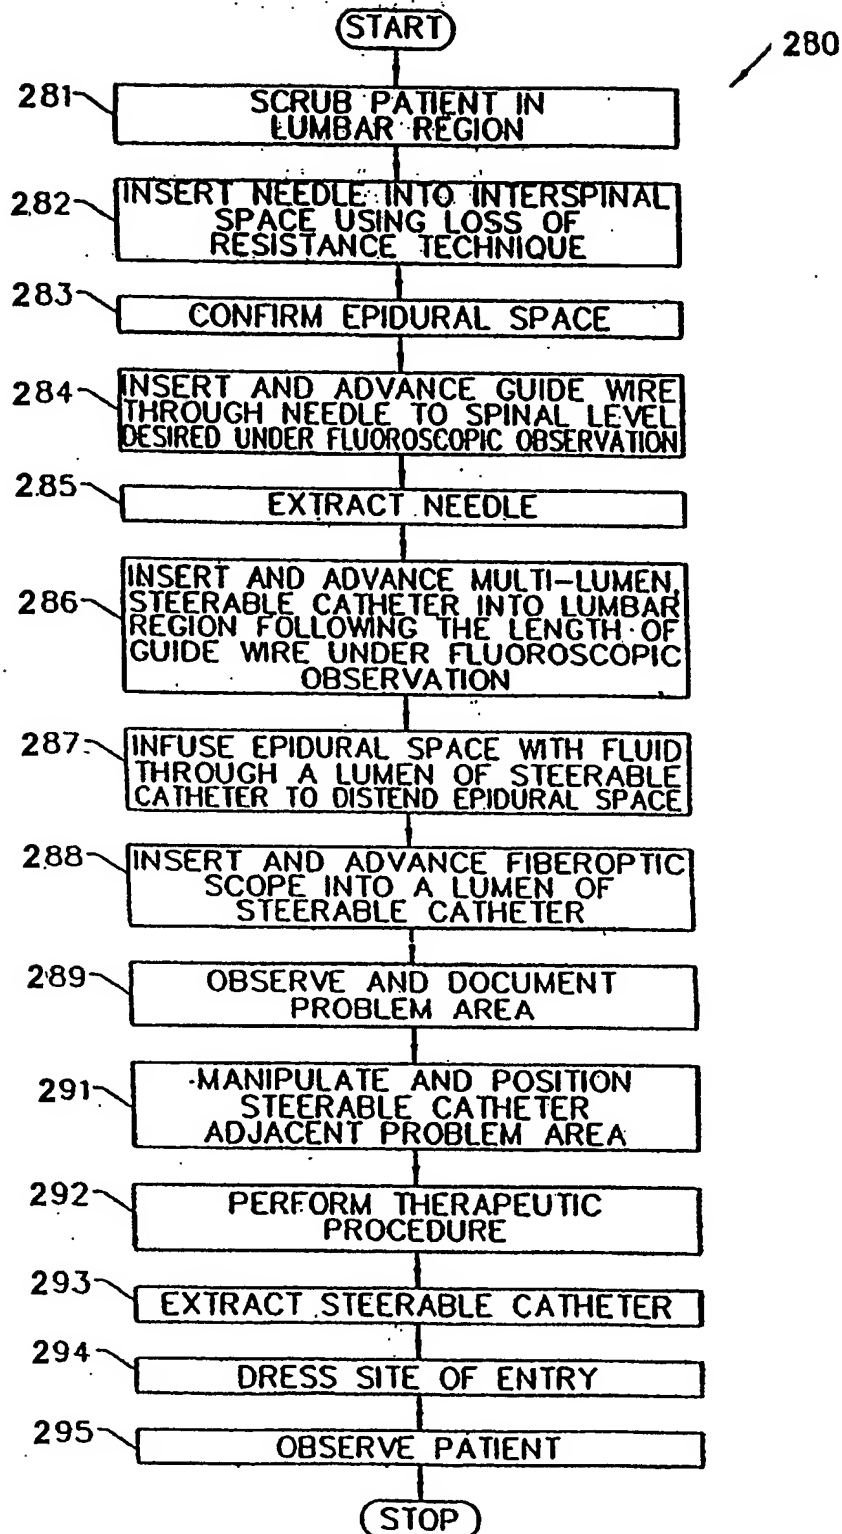 START
280
281
SCRUB PATIENT IN
LUMBAR REGION
282
INSERT NEEDLE INTO INTERSPINAL
SPACE USING LOSS OF
RESISTANCE TECHNIQUE
283
CONFIRM EPIDURAL SPACE
284
INSERT AND ADVANCE GUIDE WIRE
THROUGH NEEDLE TO SPINAL LEVEL
DESIRED UNDER FLUOROSCOPIC OBSERVATION
285
EXTRACT NEEDLE
286
INSERT AND ADVANCE MULTI-LUMEN,
STEERABLE CATHETER INTO LUMBAR
REGION FOLLOWING THE LENGTH OF
GUIDE WIRE UNDER FLUOROSCOPIC
OBSERVATION
287
INFUSE EPIDURAL SPACE WITH FLUID
THROUGH A LUMEN OF STEERABLE
CATHETER TO DISTEND EPIDURAL SPACE
288
INSERT AND ADVANCE FIBEROPTIC
SCOPE INTO A LUMEN OF
STEERABLE CATHETER
289
OBSERVE AND DOCUMENT
PROBLEM AREA
291
MANIPULATE AND POSITION
STEERABLE CATHETER
ADJACENT PROBLEM AREA
292
PERFORM THERAPEUTIC
PROCEDURE
293
EXTRACT STEERABLE CATHETER
294
DRESS SITE OF ENTRY
295
OBSERVE PATIENT
STOP